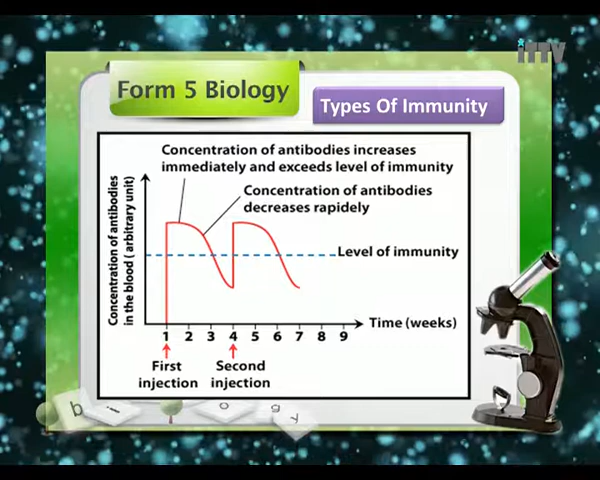 iTTV
Form 5 Biology
Types Of Immunity
Concentration of antibodies increases
immediately and exceeds level of immunity
Concentration of antibodies
decreases rapidely
Concentration of antibodies
in the blood ( arbitrary unit)
Level of immunity
1 2 3 4 5 6 7 8 9
Time (weeks)
First
injection
Second
injection
b
o
g
y